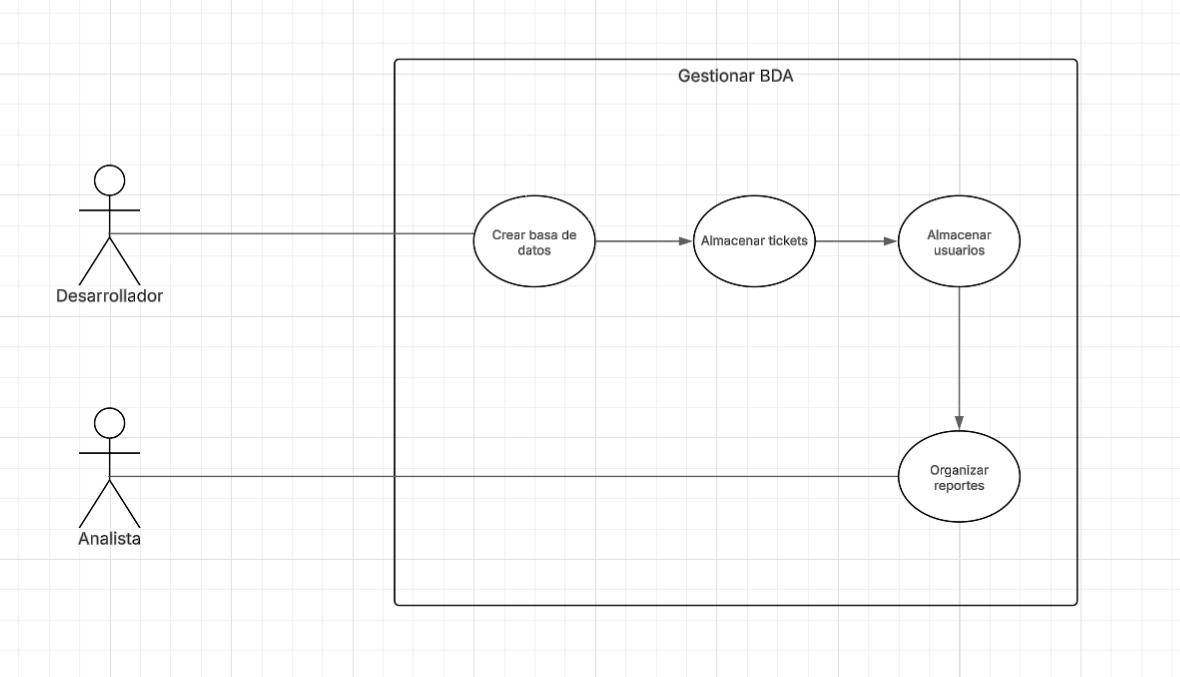 Gestionar BDA
Desarrollador
Crear basa de
datos
Almacenar tickets
Almacenar
usuarios
Analista
Organizar
reportes